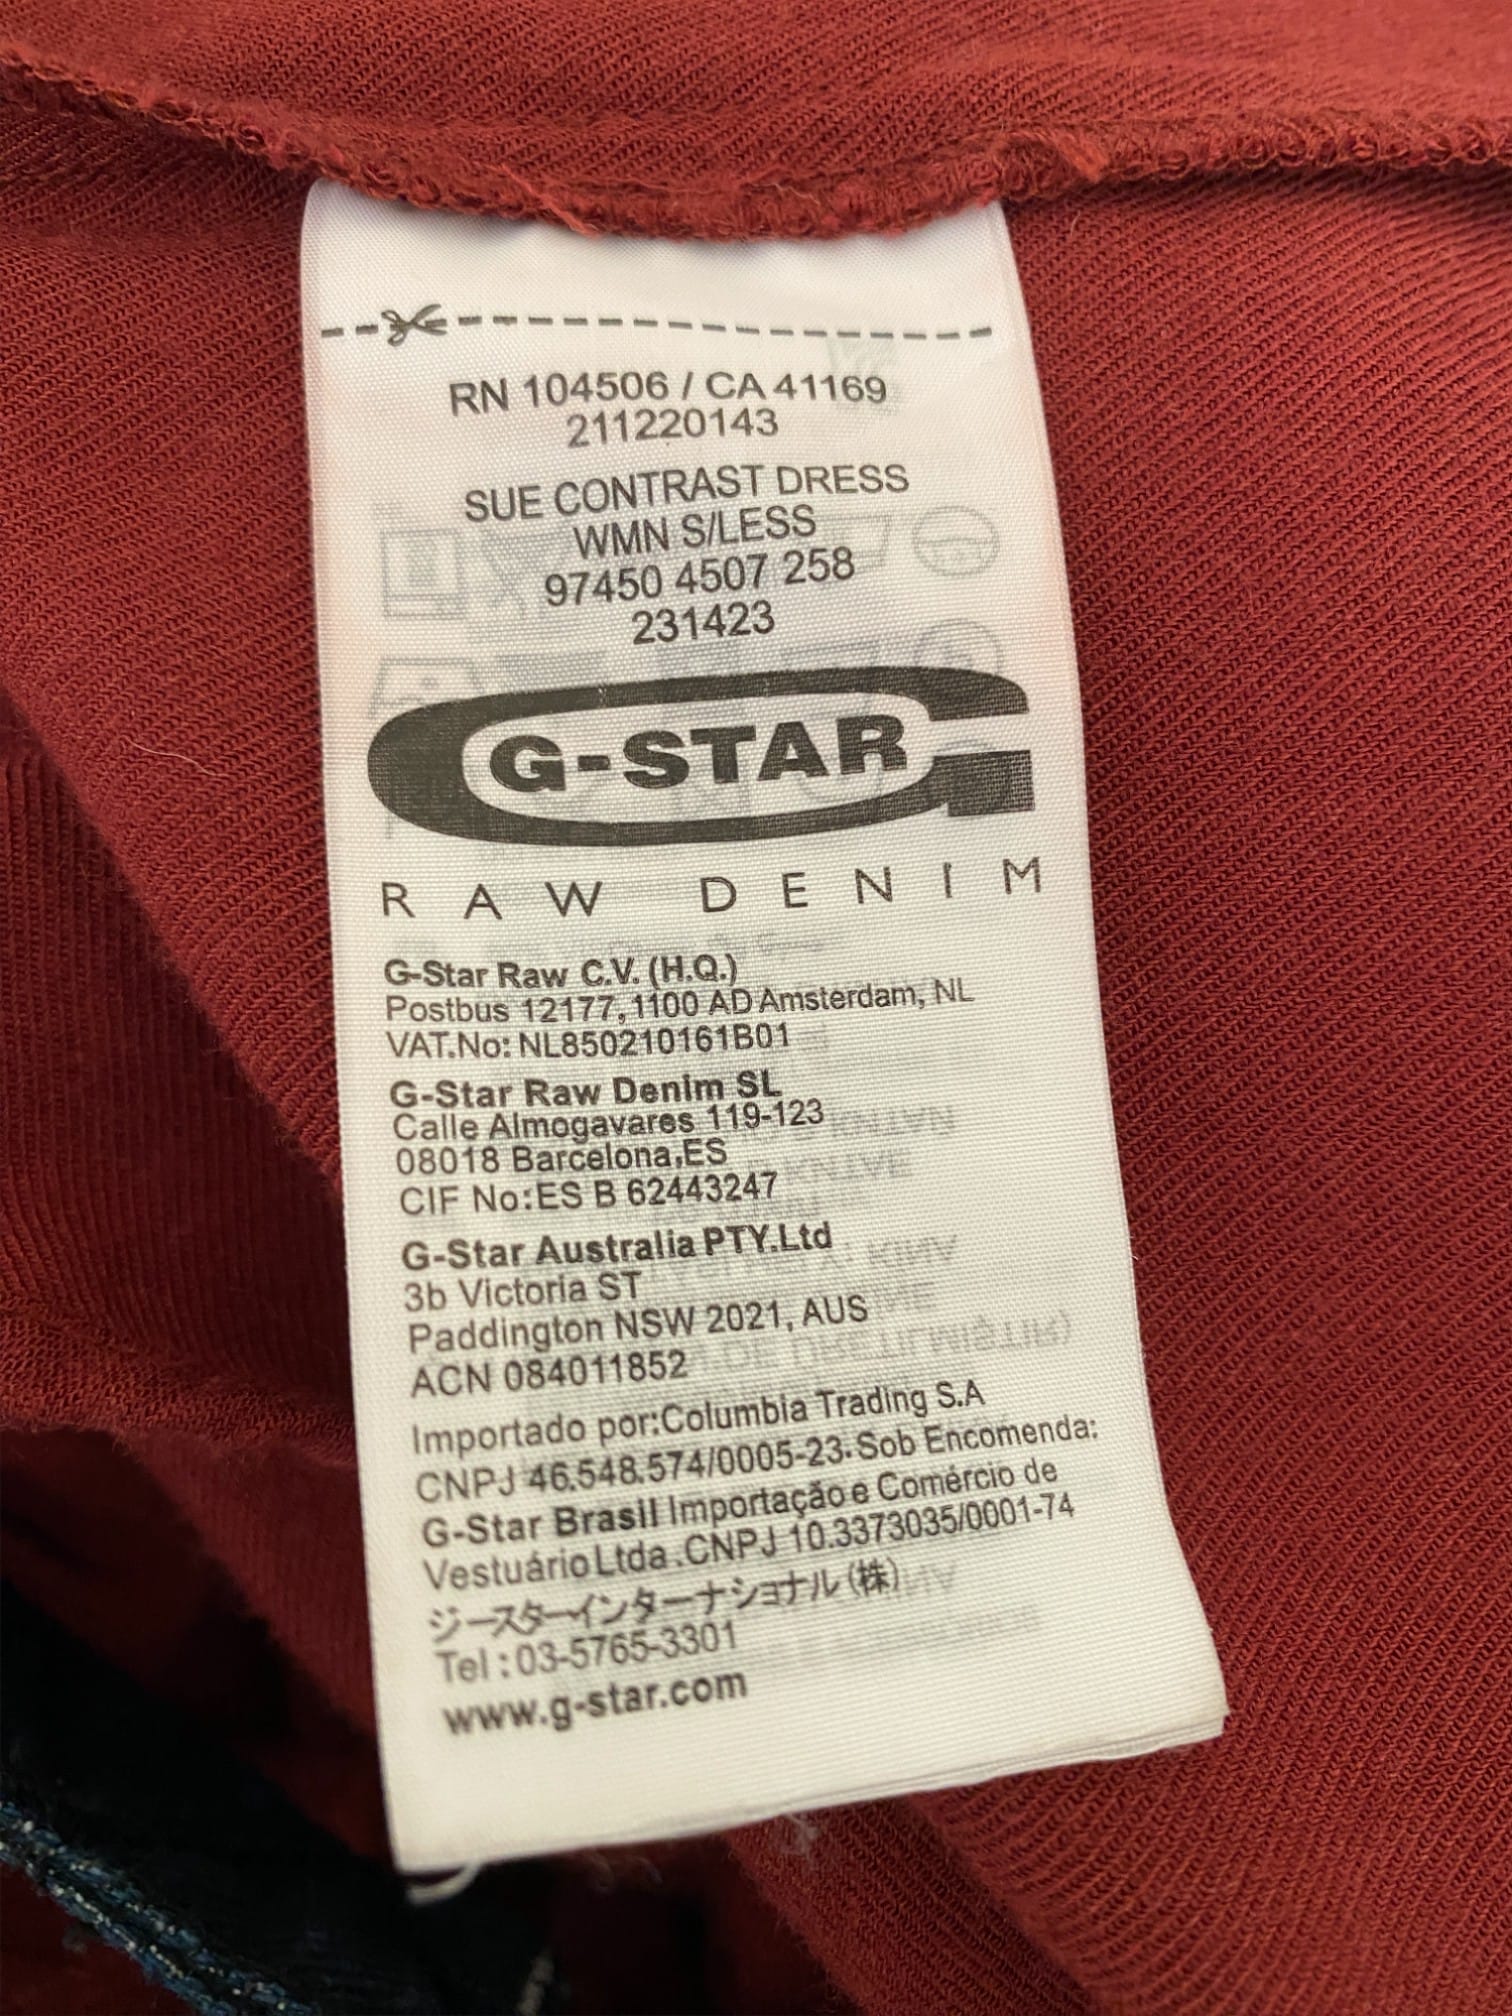 RN 104506 / CA 41169
211220143
SUE CONTRAST DRESS
WMN S/LESS
97450 4507 258
231423
G-STAR
RAW DENIM
G-Star Raw C.V. (H.Q.)
Postbus 12177, 1100 AD Amsterdam, NL
VAT.No: NL850210161B01
G-Star Raw Denim SL
Calle Almogavares 119-123
08018 Barcelona,ES
CIF No:ES B 62443247
G-Star Australia PTY.Ltd
3b Victoria ST
Paddington NSW 2021, AUS
ACN 084011852
Importado por:Columbia Trading S.A
CNPJ 46.548.574/0005-23.Sob Encomenda:
G-Star Brasil Importação e Comércio de
Vestuário Ltda .CNPJ 10.3373035/0001-74
ジースターインターナショナル (株)
Tel : 03-5765-3301
www.g-star.com